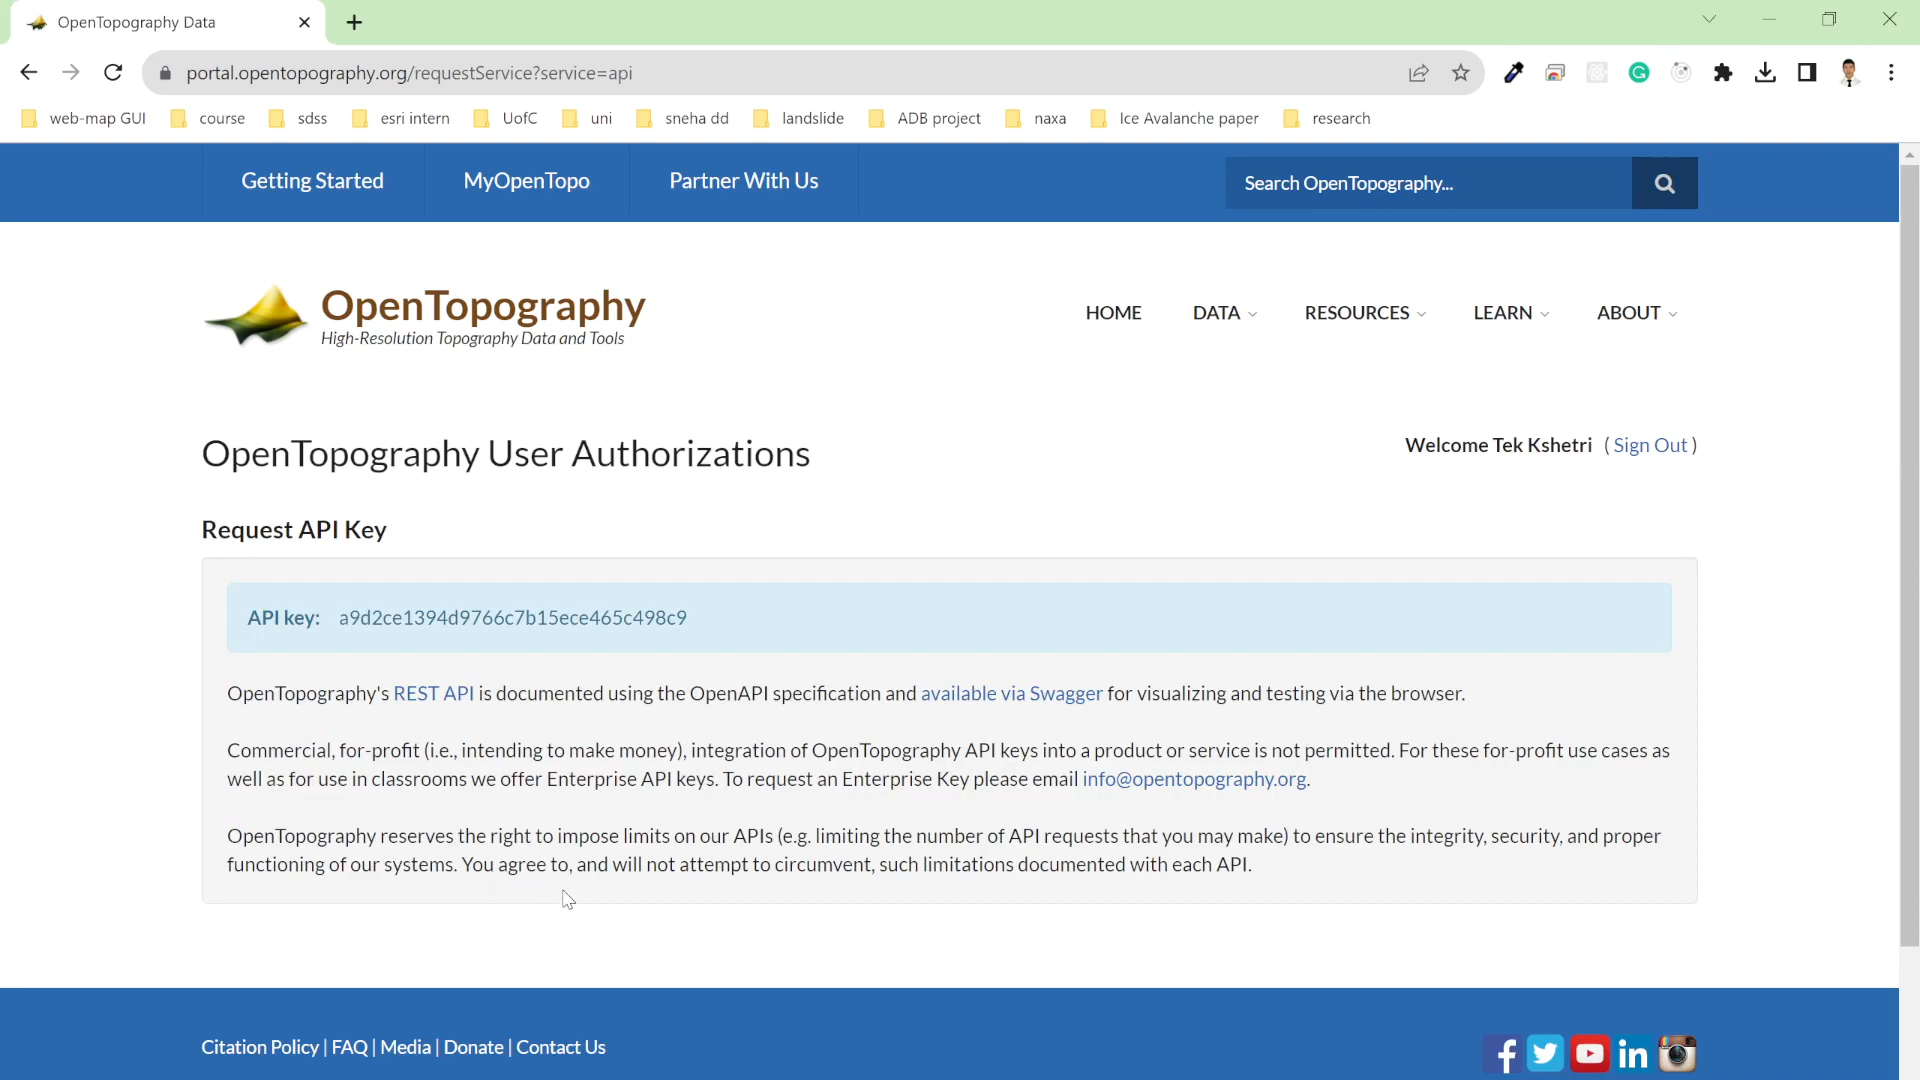 OpenTopography Data
portal.opentopography.org/requestService?service=api
web-map GUI course sdss esri intern UofC uni sneha dd landslide ADB project naxa Ice Avalanche paper research
Getting Started MyOpenTopo Partner With Us Search OpenTopography...
OpenTopography
High-Resolution Topography Data and Tools
HOME DATA RESOURCES LEARN ABOUT
OpenTopography User Authorizations
Welcome Tek Kshetri ( Sign Out )
Request API Key
API key: a9d2ce1394d9766c7b15ece465c498c9
OpenTopography's REST API is documented using the OpenAPI specification and available via Swagger for visualizing and testing via the browser.
Commercial, for-profit (i.e., intending to make money), integration of OpenTopography API keys into a product or service is not permitted. For these for-profit use cases as
well as for use in classrooms we offer Enterprise API keys. To request an Enterprise Key please email info@opentopography.org.
OpenTopography reserves the right to impose limits on our APIs (e.g. limiting the number of API requests that you may make) to ensure the integrity, security, and proper
functioning of our systems. You agree to, and will not attempt to circumvent, such limitations documented with each API.
Citation Policy | FAQ | Media | Donate | Contact Us